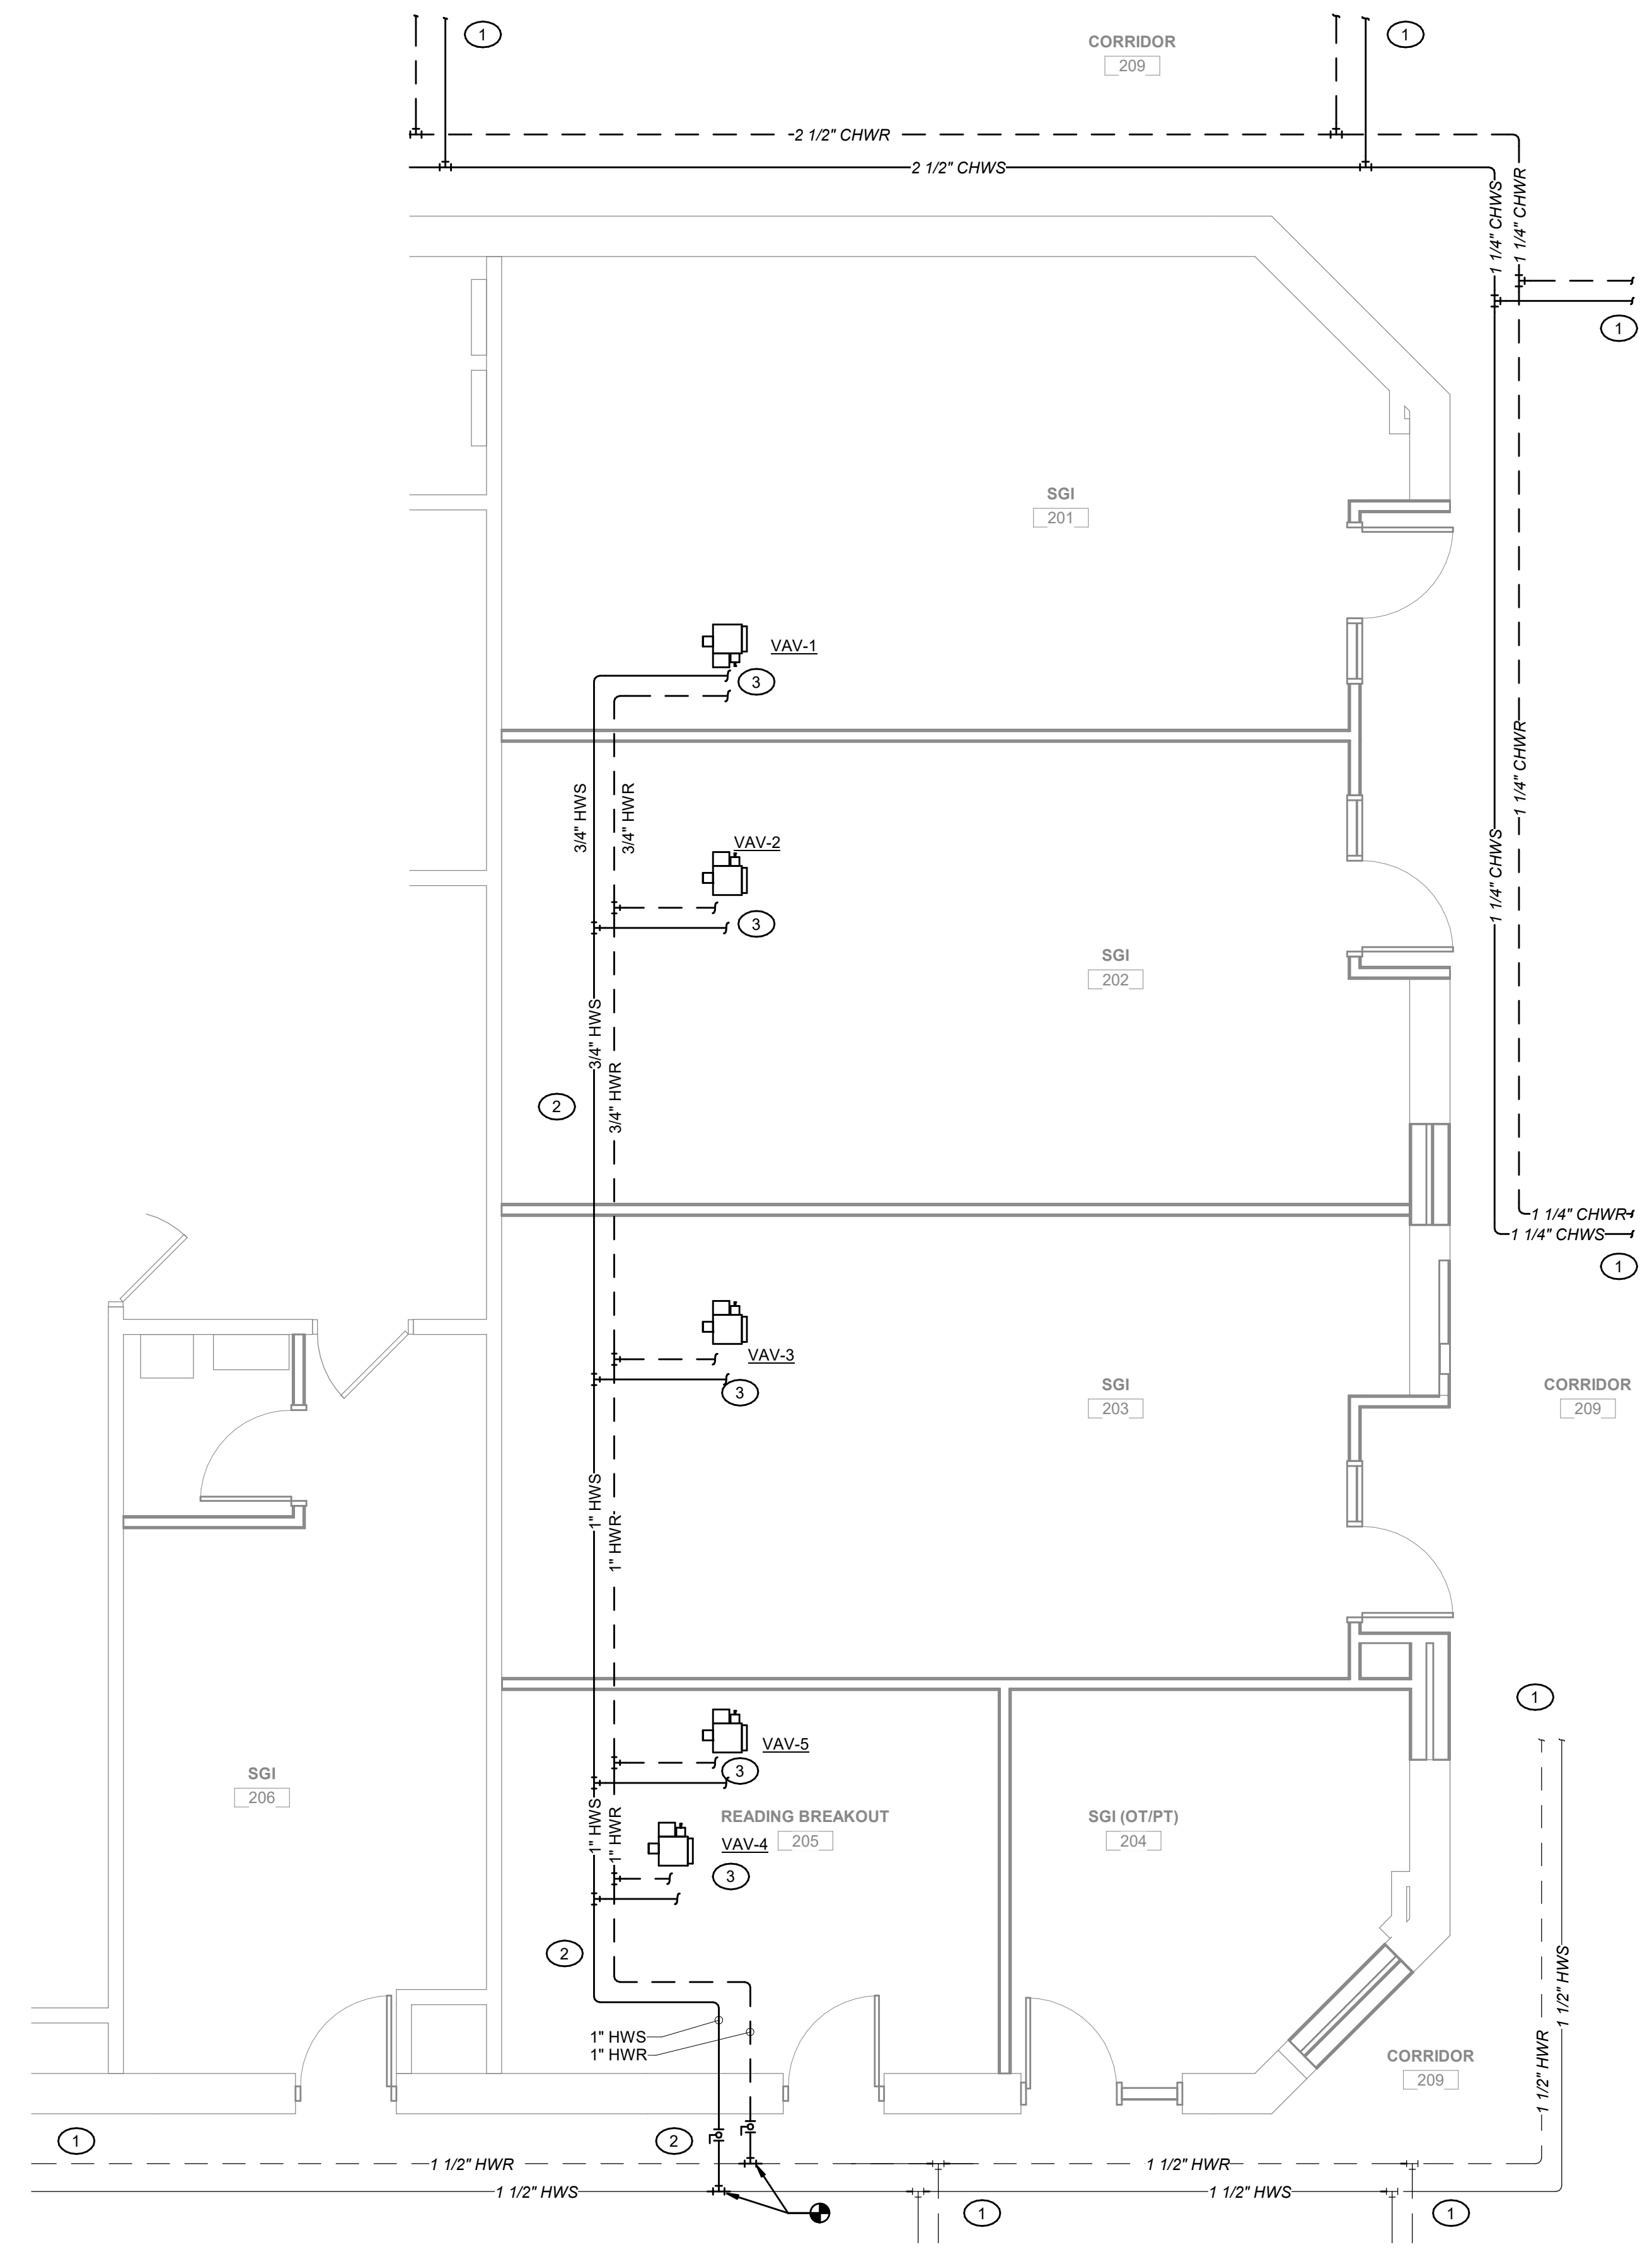 1
1
CORRIDOR
209
2 1/2" CHWR
2 1/2" CHWS
1 1/4" CHWS
1 1/4" CHWR
1
SGI
201
VAV-1
3
3/4" HWS
3/4" HWR
VAV-2
3
1 1/4" CHWS
1 1/4" CHWR
SGI
202
3/4" HWS
3/4" HWR
2
1 1/4" CHWR
1 1/4" CHWS
1
VAV-3
3
SGI
203
CORRIDOR
209
1" HWS
1" HWR
1
VAV-5
3
SGI
206
1" HWS
1" HWR
READING BREAKOUT
205
VAV-4
3
SGI (OT/PT)
204
2
1" HWS
1" HWR
CORRIDOR
209
1 1/2" HWR
1 1/2" HWS
1
2
1 1/2" HWR
1 1/2" HWR
1 1/2" HWS
1 1/2" HWS
1
1